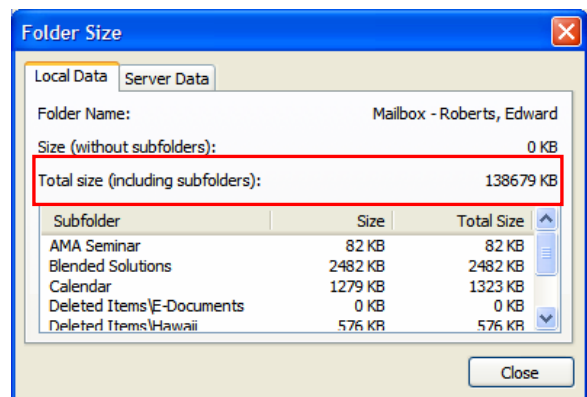 Folder Size
Local Data Server Data
Folder Name: Mailbox - Roberts, Edward
Size (without subfolders): 0 KB
Total size (including subfolders): 138679 KB
Subfolder Size Total Size
AMA Seminar 82 KB 82 KB
Blended Solutions 2482 KB 2482 KB
Calendar 1279 KB 1323 KB
Deleted Items\E-Documents 0 KB 0 KB
Deleted Items\Hawaii 576 KB 576 KB
Close